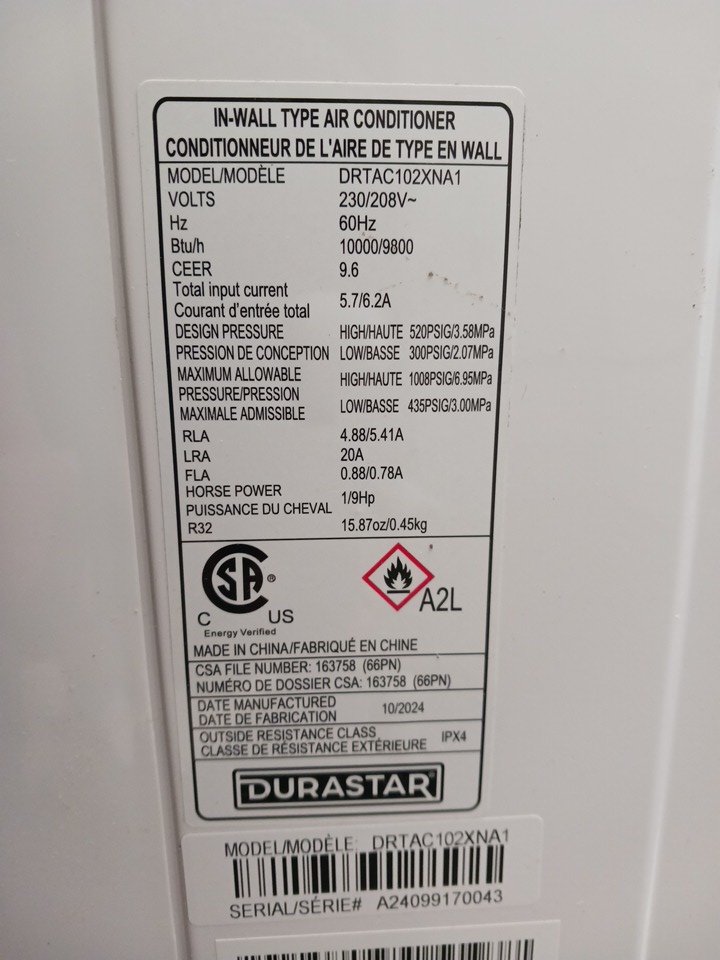 IN-WALL TYPE AIR CONDITIONER
CONDITIONNEUR DE L'AIRE DE TYPE EN WALL
MODEL/MODÈLE DRTAC102XNA1
VOLTS 230/208V~
Hz 60Hz
Btu/h 10000/9800
CEER 9.6
Total input current
Courant d'entrée total 5.7/6.2A
DESIGN PRESSURE HIGH/HAUTE 520PSIG/3.58MPa
PRESSION DE CONCEPTION LOW/BASSE 300PSIG/2.07MPa
MAXIMUM ALLOWABLE HIGH/HAUTE 1008PSIG/6.95MPa
PRESSURE/PRESSION
MAXIMALE ADMISSIBLE LOW/BASSE 435PSIG/3.00MPa
RLA 4.88/5.41A
LRA 20A
FLA 0.88/0.78A
HORSE POWER 1/9Hp
PUISSANCE DU CHEVAL
R32 15.87oz/0.45kg
CSA ®
C US
Energy Verified
A2L
MADE IN CHINA/FABRIQUÉ EN CHINE
CSA FILE NUMBER: 163758 (66PN)
NUMÉRO DE DOSSIER CSA: 163758 (66PN)
DATE MANUFACTURED 10/2024
DATE DE FABRICATION
OUTSIDE RESISTANCE CLASS IPX4
CLASSE DE RÉSISTANCE EXTÉRIEURE
DURASTAR®
MODEL/MODÈLE: DRTAC102XNA1
SERIAL/SÉRIE# A24099170043